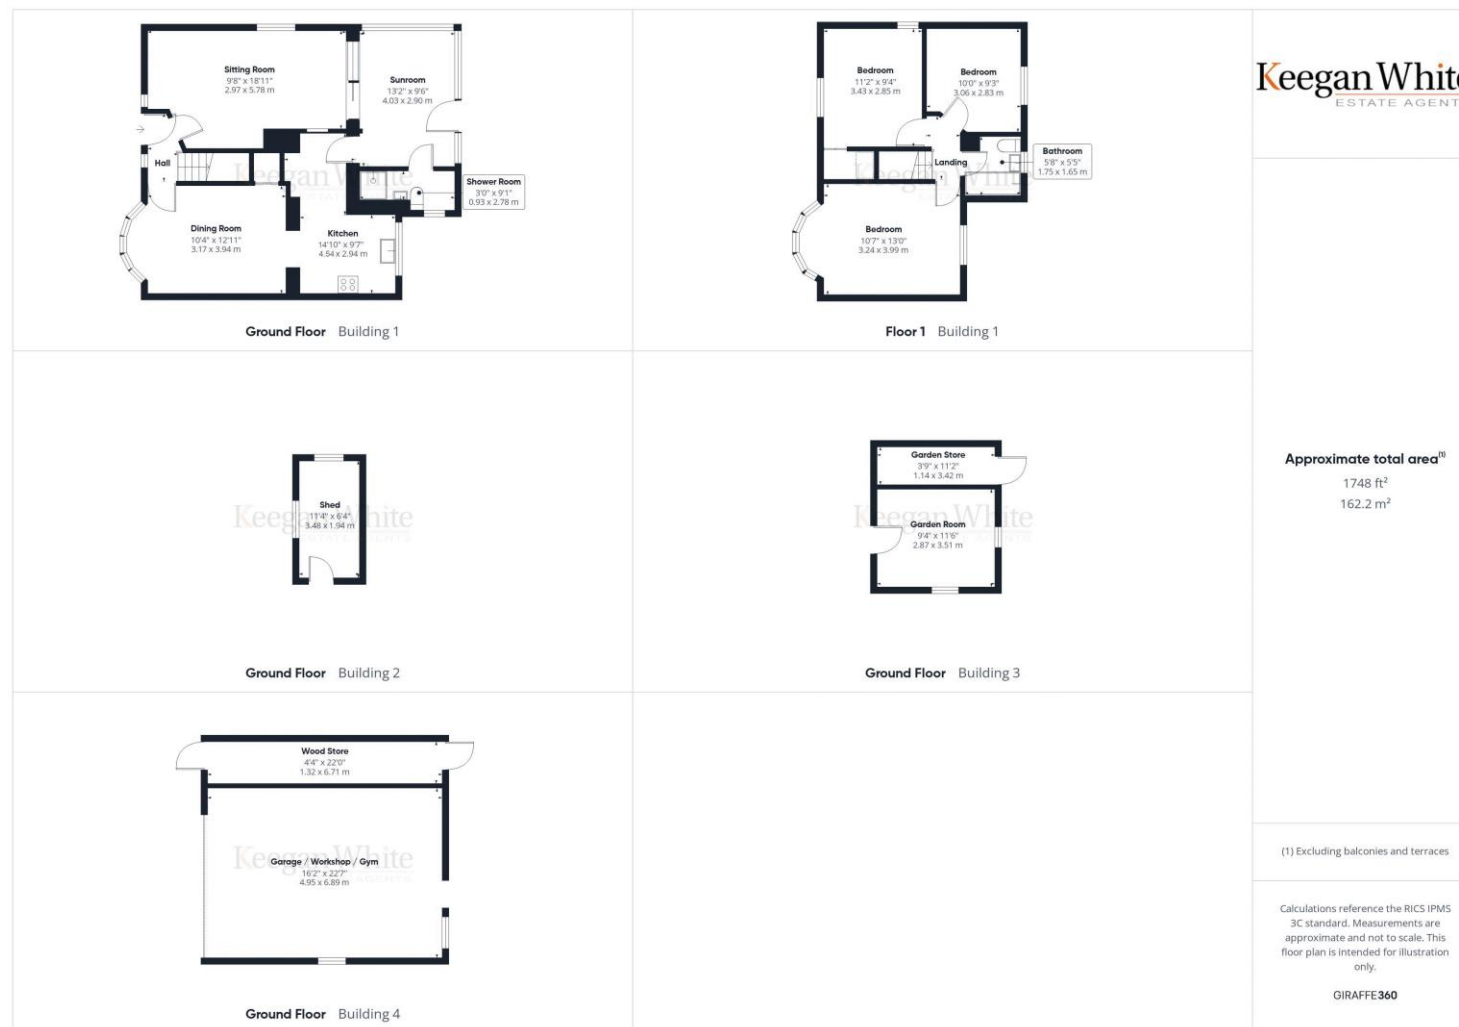 Sitting Room
9'8" x 18'11"
2.97 x 5.78 m
Sunroom
13'2" x 9'6"
4.03 x 2.90 m
Hall
Shower Room
3'0" x 9'1"
0.93 x 2.78 m
Dining Room
10'4" x 12'11"
3.17 x 3.94 m
Kitchen
14'10" x 9'7"
4.54 x 2.94 m
Ground Floor Building 1
Bedroom
11'2" x 9'4"
3.43 x 2.85 m
Bedroom
10'0" x 9'3"
3.06 x 2.83 m
Landing
Bathroom
5'8" x 5'5"
1.75 x 1.65 m
Bedroom
10'7" x 13'0"
3.24 x 3.99 m
Floor 1 Building 1
Keegan White
ESTATE AGENT
Shed
11'4" x 6'4"
3.48 x 1.94 m
Keegan White
Ground Floor Building 2
Garden Store
3'9" x 11'2"
1.14 x 3.42 m
Keegan White
Garden Room
9'4" x 11'6"
2.87 x 3.51 m
Ground Floor Building 3
Approximate total area(1)
1748 ft²
162.2 m²
Wood Store
4'4" x 22'0"
1.32 x 6.71 m
Keegan White
Garage / Workshop / Gym
16'2" x 22'7"
4.95 x 6.89 m
Ground Floor Building 4
(1) Excluding balconies and terraces
Calculations reference the RICS IPMS
3C standard. Measurements are
approximate and not to scale. This
floor plan is intended for illustration
only.
GIRAFFE360